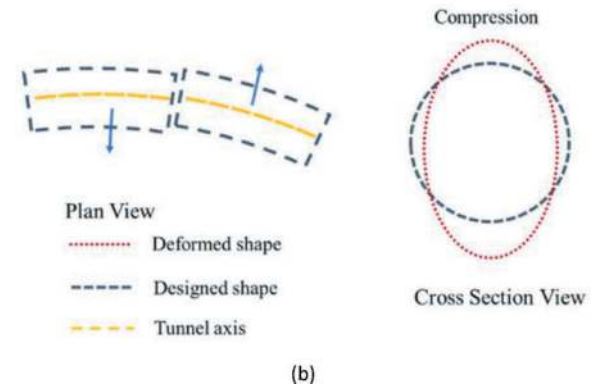 Compression
Plan View
Deformed shape
Designed shape
Tunnel axis
Cross Section View
(b)